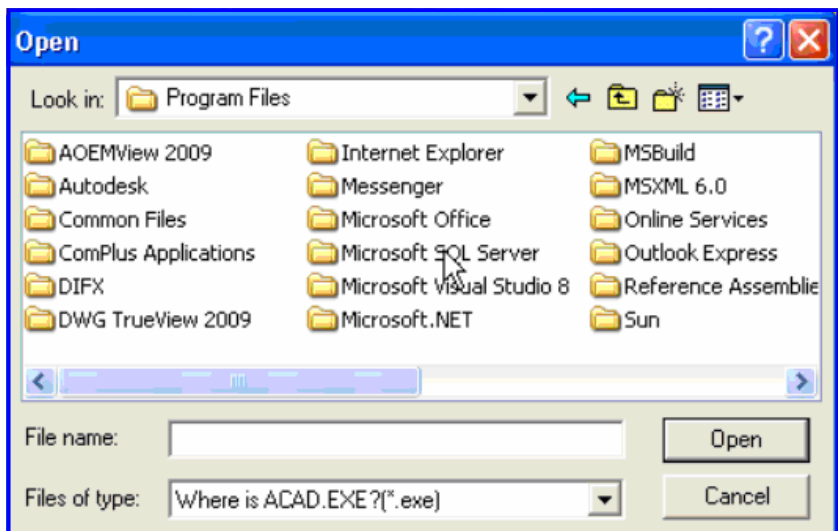 Open
Look in: Program Files
AOEMView 2009
Autodesk
Common Files
ComPlus Applications
DIFX
DWG TrueView 2009
Internet Explorer
Messenger
Microsoft Office
Microsoft SQL Server
Microsoft Visual Studio 8
Microsoft.NET
MSBuild
MSXML 6.0
Online Services
Outlook Express
Reference Assemblie
Sun
File name:
Open
Files of type: Where is ACAD.EXE?(*.exe)
Cancel